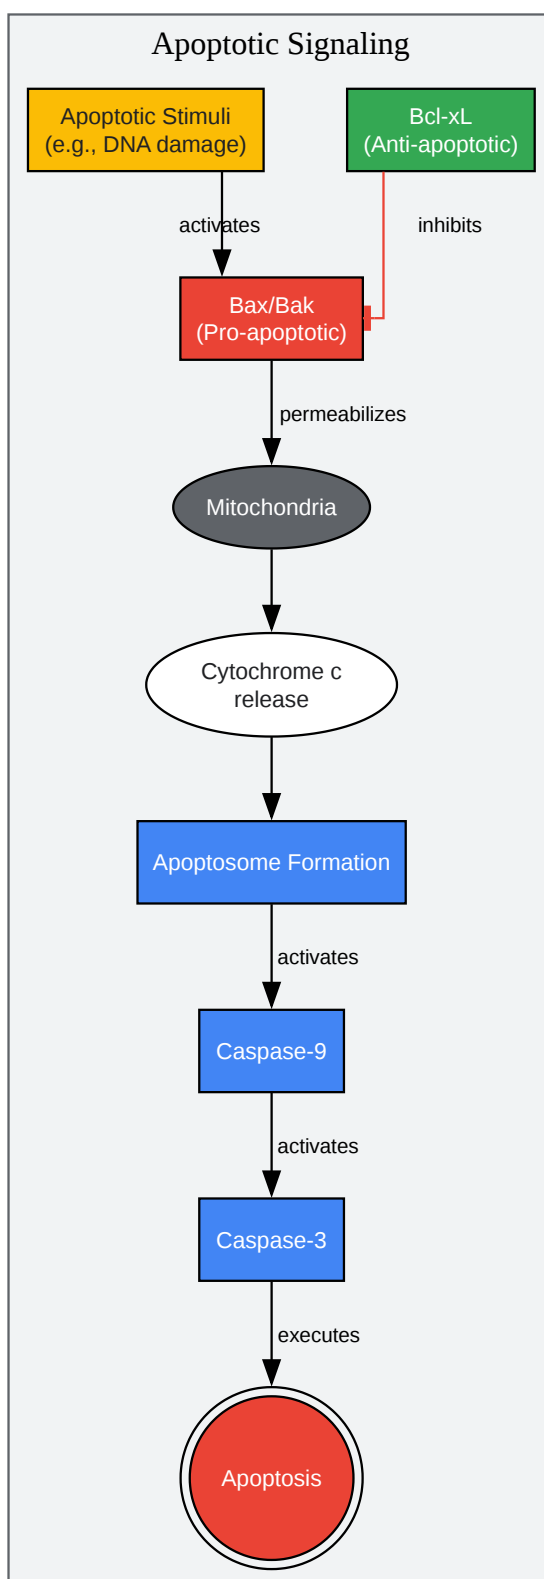 Apoptotic Signaling
Apoptotic Stimuli
(e.g., DNA damage)
Bcl-xL
(Anti-apoptotic)
activates
inhibits
Bax/Bak
(Pro-apoptotic)
permeabilizes
Mitochondria
Cytochrome c
release
Apoptosome Formation
activates
Caspase-9
activates
Caspase-3
executes
Apoptosis